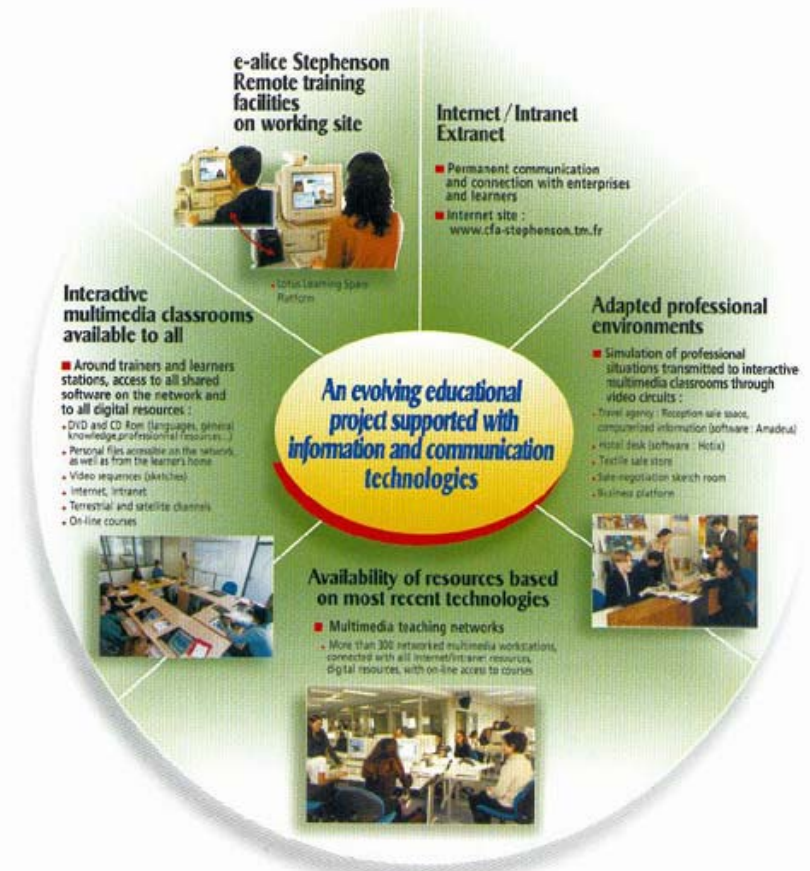 e-alice Stephenson
Remote training
facilities
on working site
Lotus Learning Space
Platform
Internet / Intranet
Extranet
Permanent communication
and connection with enterprises
and learners
Internet site :
www.cfa-stephenson.tm.fr
Adapted professional
environments
Simulation of professional
situations transmitted to interactive
multimedia classrooms through
video circuits :
Travel agency : Reception sale space,
computerized information (software : Amadeus)
Hotel desk (software : Hotix)
Textile sale store
Sale-negotiation sketch room
Business platform
Availability of resources based
on most recent technologies
Multimedia teaching networks
More than 300 networked multimedia workstations,
connected with all internet/intranet resources,
digital resources, with on-line access to courses
Interactive
multimedia classrooms
available to all
Around trainers and learners
stations, access to all shared
software on the network and
to all digital resources :
DVD and CD Rom (languages, general
knowledge,professionnal resources...)
Personal files accessible on the network,
as well as from the learner's home
Video sequences (sketches)
Internet, Intranet
Terrestrial and satellite channels
On-line courses
An evolving educational
project supported with
information and communication
technologies